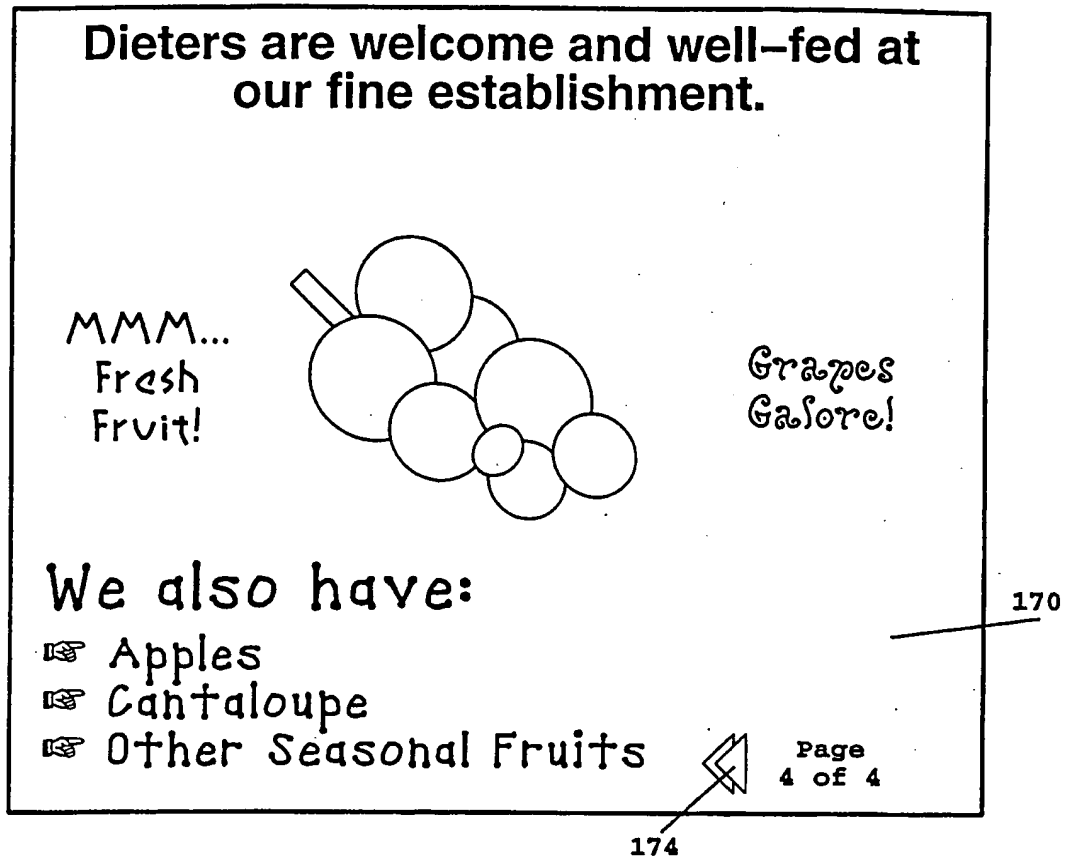 Dieters are welcome and well–fed at
our fine establishment.
MMM...
Fresh
Fruit!
Grapes
Galore!
We also have:
☞ Apples
☞ Cantaloupe
☞ Other Seasonal Fruits
Page
4 of 4
170
174